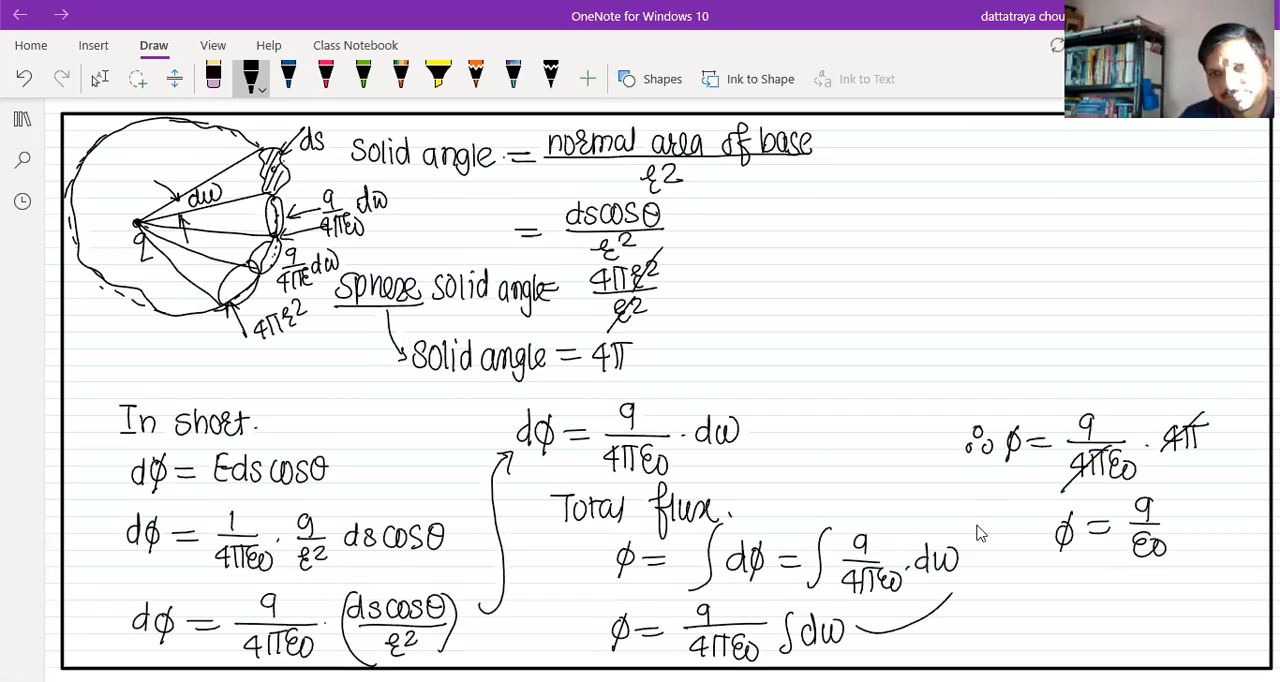 OneNote for Windows 10
dattatraya chou
Home Insert Draw View Help Class Notebook
Shapes Ink to Shape Ink to Text
ds
dω
q
q/4πε0 dω
q/4πε dω
4πr²
Solid angle = normal area of base / r²
= ds cosθ / r²
Spheres solid angle = 4πr² / r²
Solid angle = 4π
In short.
dϕ = E ds cosθ
dϕ = 1/4πε0 · q/r² ds cosθ
dϕ = q/4πε0 · (ds cosθ / r²)
dϕ = q/4πε0 · dω
Total flux.
ϕ = ∫dϕ = ∫ q/4πε0 · dω
ϕ = q/4πε0 ∫dω
∴ ϕ = q/4πε0 · 4π
ϕ = q/ε0